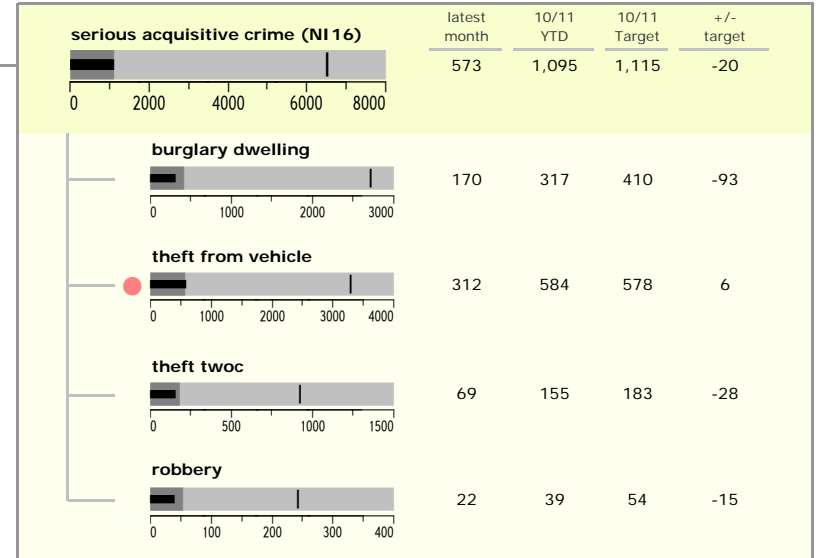 latest 10/11 10/11 +/-
serious acquisitive crime (NI16) month YTD Target target
573 1,095 1,115 -20
0 2000 4000 6000 8000
burglary dwelling
170 317 410 -93
0 1000 2000 3000
theft from vehicle
312 584 578 6
0 1000 2000 3000 4000
theft twoc
69 155 183 -28
0 500 1000 1500
robbery
22 39 54 -15
0 100 200 300 400